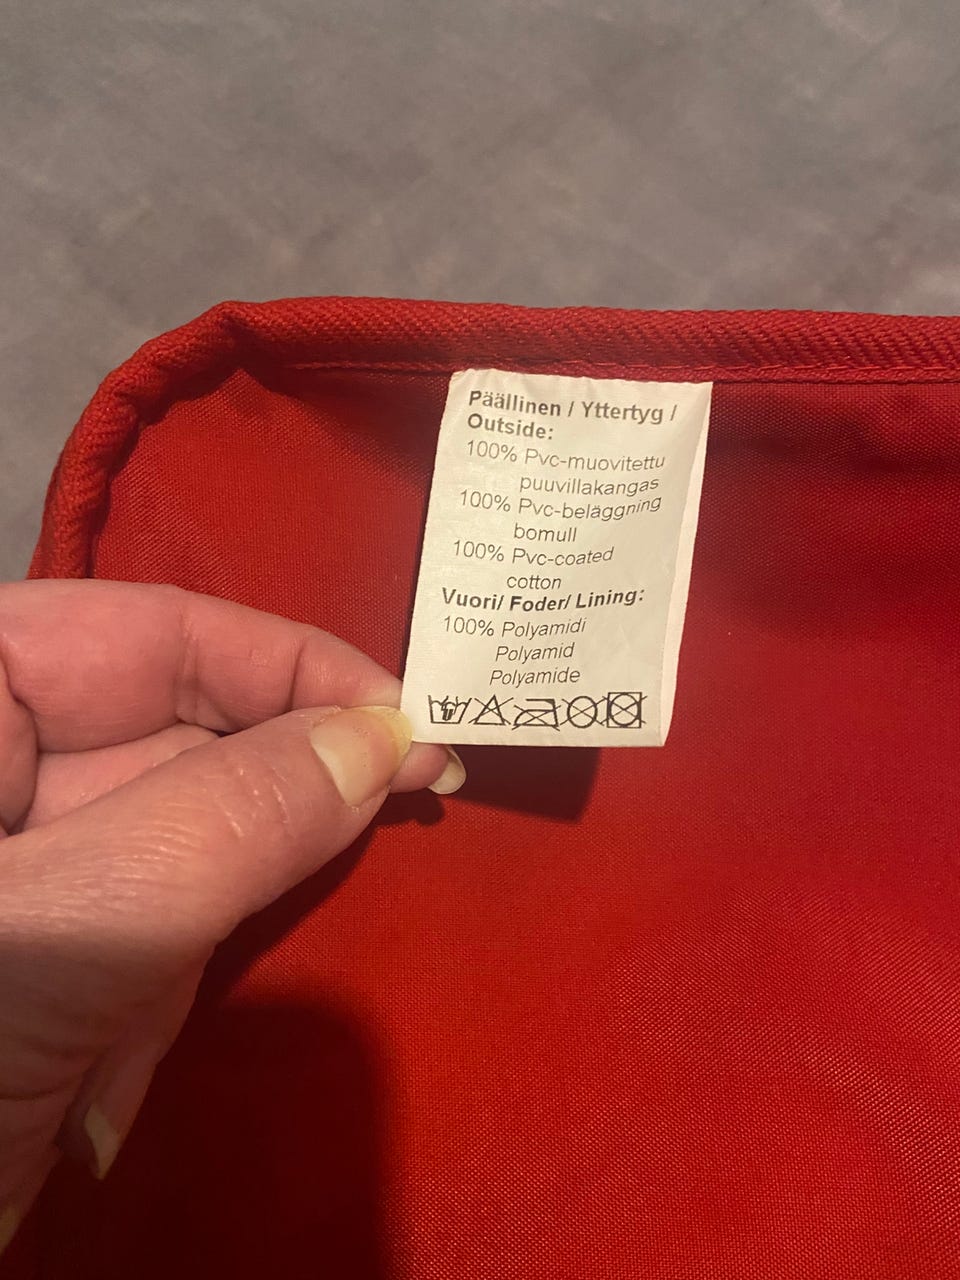 Päällinen / Yttertyg /
Outside:
100% Pvc-muovitettu
puuvillakangas
100% Pvc-beläggning
bomull
100% Pvc-coated
cotton
Vuori/ Foder/ Lining:
100% Polyamidi
Polyamid
Polyamide